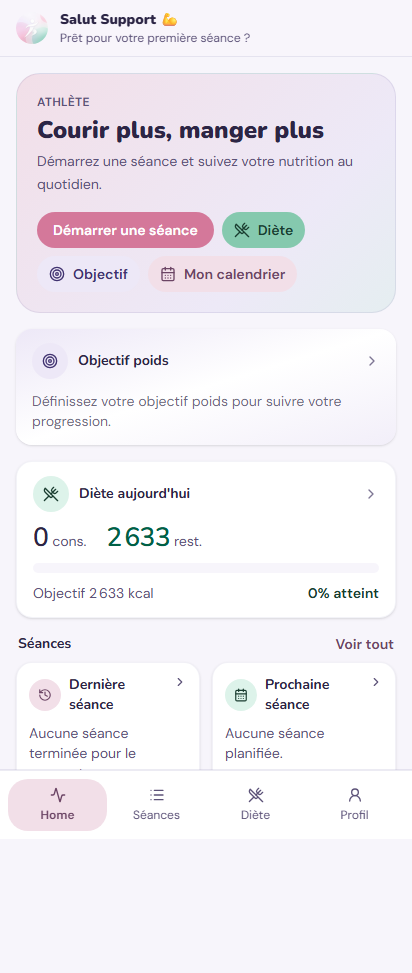 Salut Support 💪
Prêt pour votre première séance ?
ATHLÈTE
Courir plus, manger plus
Démarrez une séance et suivez votre nutrition au
quotidien.
Démarrer une séance
Diète
Objectif
Mon calendrier
Objectif poids
Définissez votre objectif poids pour suivre votre
progression.
Diète aujourd'hui
0 cons. 2 633 rest.
Objectif 2 633 kcal
0% atteint
Séances
Voir tout
Dernière
séance
Aucune séance
terminée pour le
Prochaine
séance
Aucune séance
planifiée.
Home
Séances
Diète
Profil